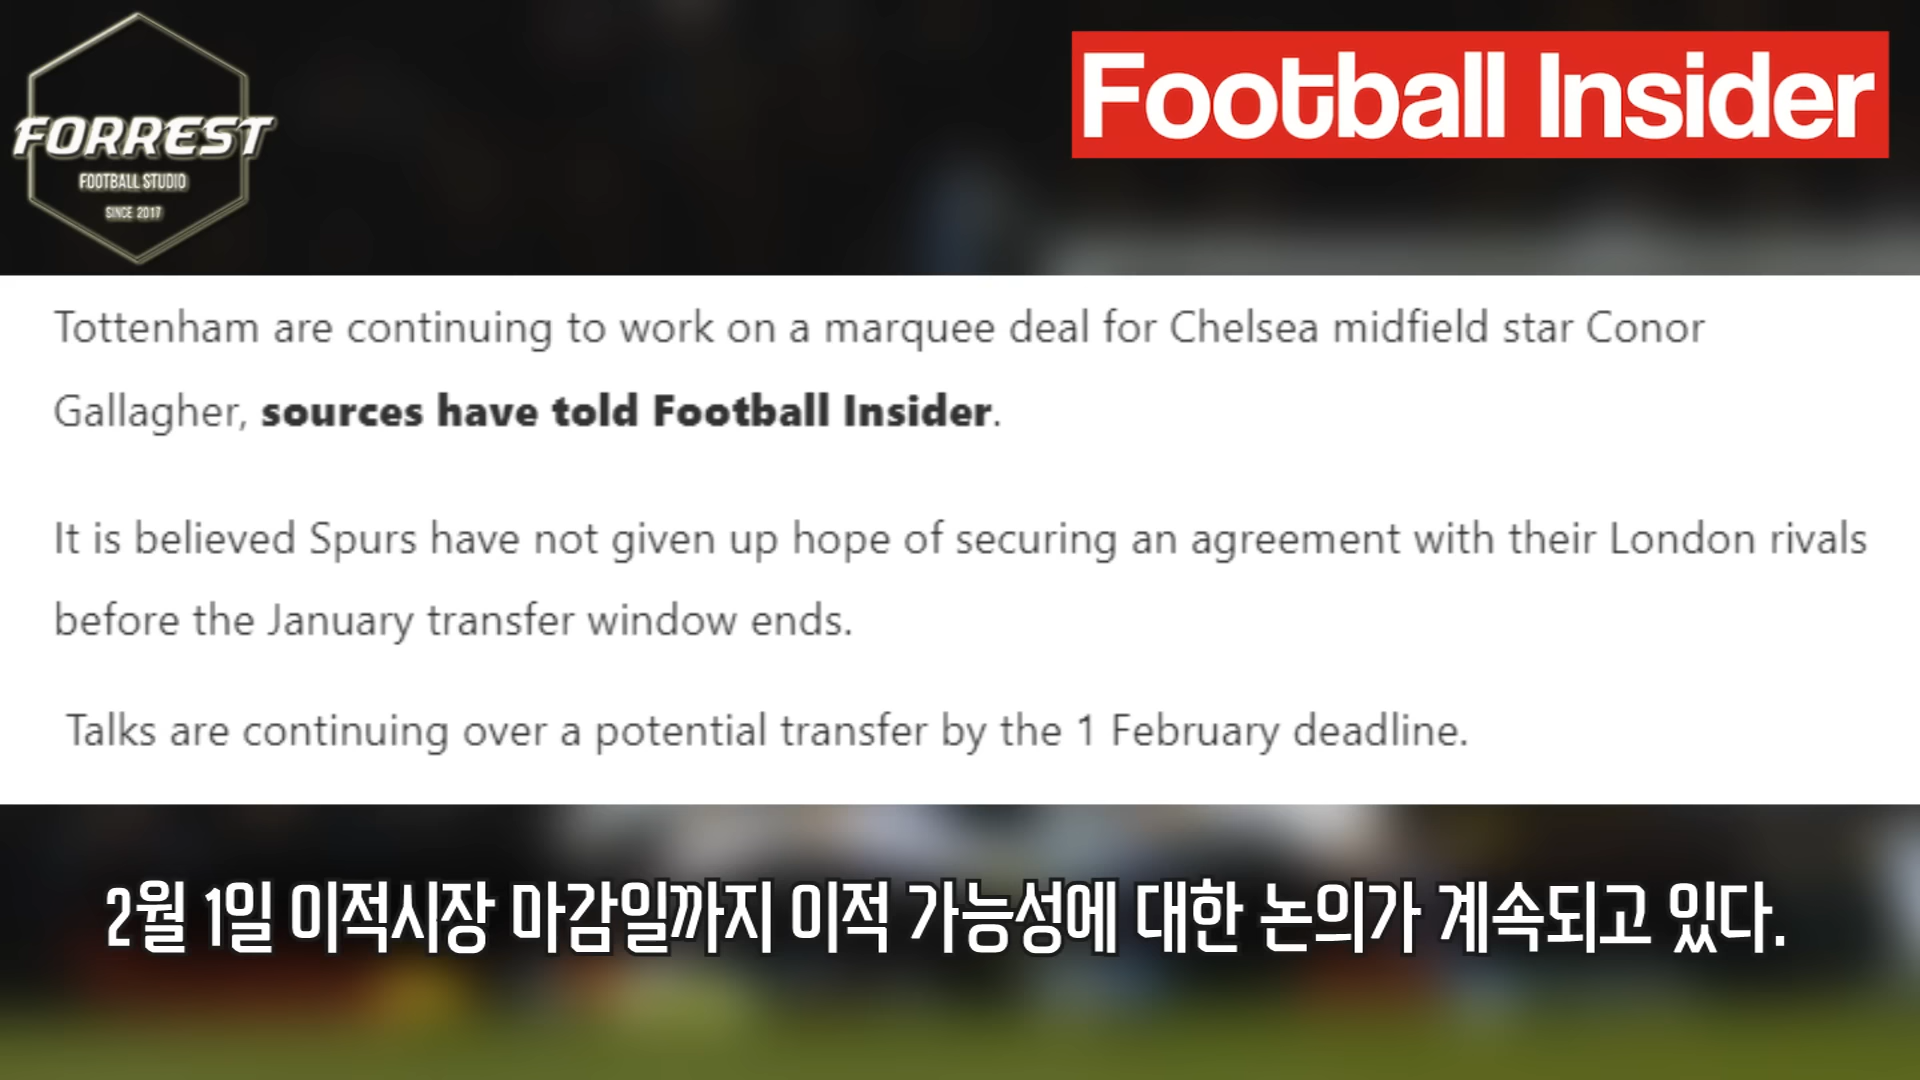 FORREST
FOOTBALL STUDIO
SINCE 2017
Football Insider
Tottenham are continuing to work on a marquee deal for Chelsea midfield star Conor
Gallagher, sources have told Football Insider.
It is believed Spurs have not given up hope of securing an agreement with their London rivals
before the January transfer window ends.
Talks are continuing over a potential transfer by the 1 February deadline.
2월 1일 이적시장 마감일까지 이적 가능성에 대한 논의가 계속되고 있다.